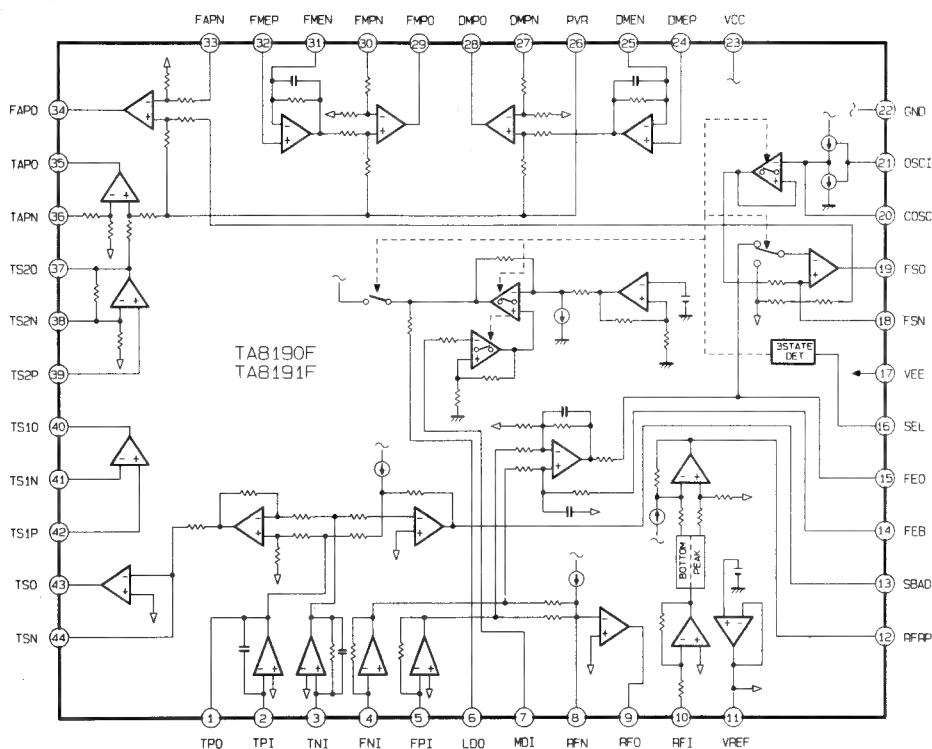 FAPN FMEP FMEN FMPN FMPO DMPO DMPN PVR DMEN DMEP VCC
33 32 31 30 29 28 27 26 25 24 23
FAPO 34
22 GND
TAPO 35
21 OSCI
TAPN 36
20 COSC
TS2O 37
19 FSO
TS2N 38
18 FSN
TA8190F
TA8191F
3STATE
DET
TS2P 39
17 VEE
TS1O 40
16 SEL
TS1N 41
15 FEO
TS1P 42
14 FEB
BOTTOM
PEAK
TSO 43
13 SBAD
TSN 44
12 RFRP
1 2 3 4 5 6 7 8 9 10 11
TPO TPI TNI FNI FPI LDO MDI RFN RFO RFI VREF